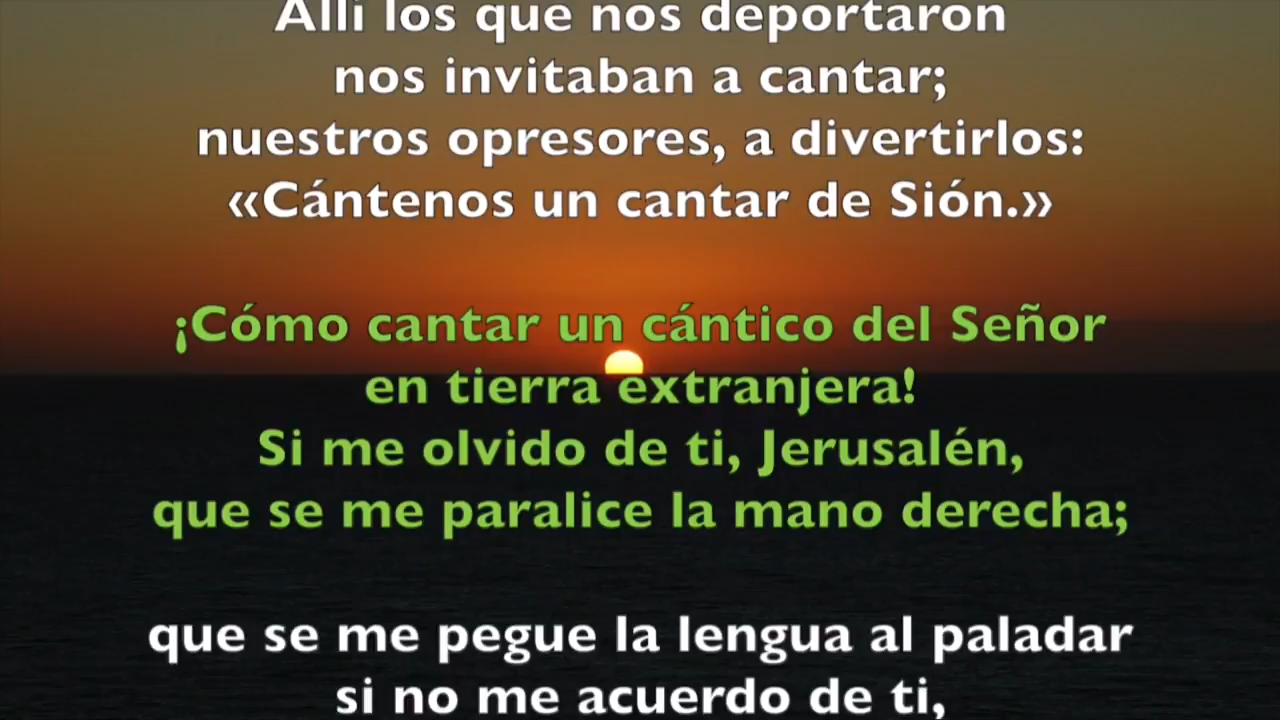 Allí los que nos deportaron
nos invitaban a cantar;
nuestros opresores, a divertirlos:
«Cántenos un cantar de Sión.»
¡Cómo cantar un cántico del Señor
en tierra extranjera!
Si me olvido de ti, Jerusalén,
que se me paralice la mano derecha;
que se me pegue la lengua al paladar
si no me acuerdo de ti,